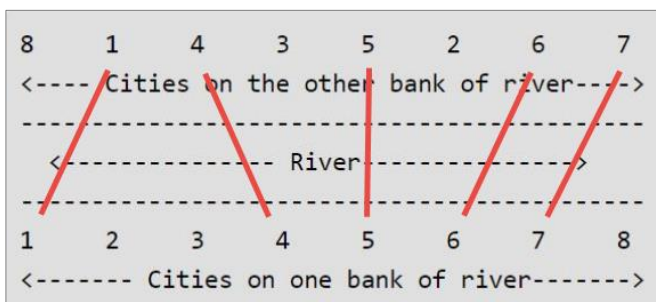 8 1 4 3 5 2 6 7
<---- Cities on the other bank of river---->
--------------------------------------------
<--------------- River--------------->
--------------------------------------------
1 2 3 4 5 6 7 8
<------- Cities on one bank of river------->